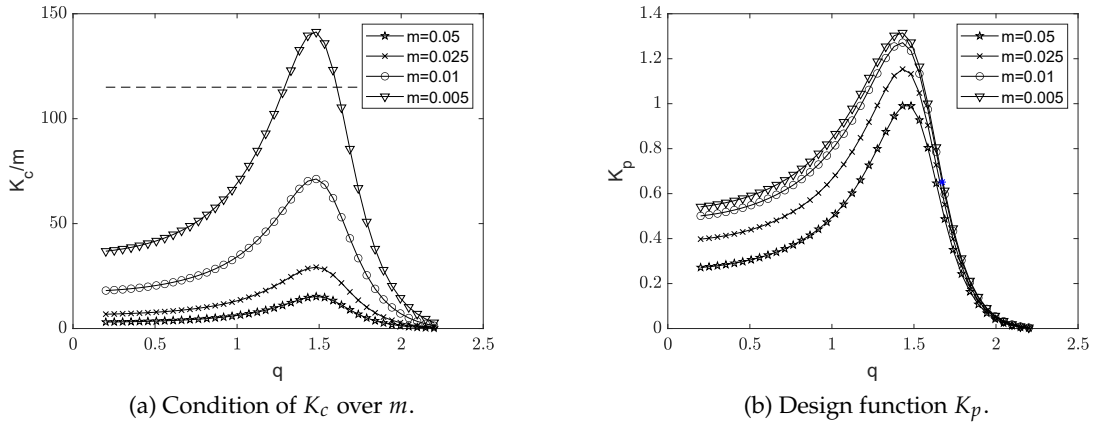 150
100
50
0
K_c/m
0 0.5 1 1.5 2 2.5
q
m=0.05
m=0.025
m=0.01
m=0.005
(a) Condition of K_c over m.
1.4
1.2
1
0.8
0.6
0.4
0.2
0
K_p
0 0.5 1 1.5 2 2.5
q
m=0.05
m=0.025
m=0.01
m=0.005
(b) Design function K_p.